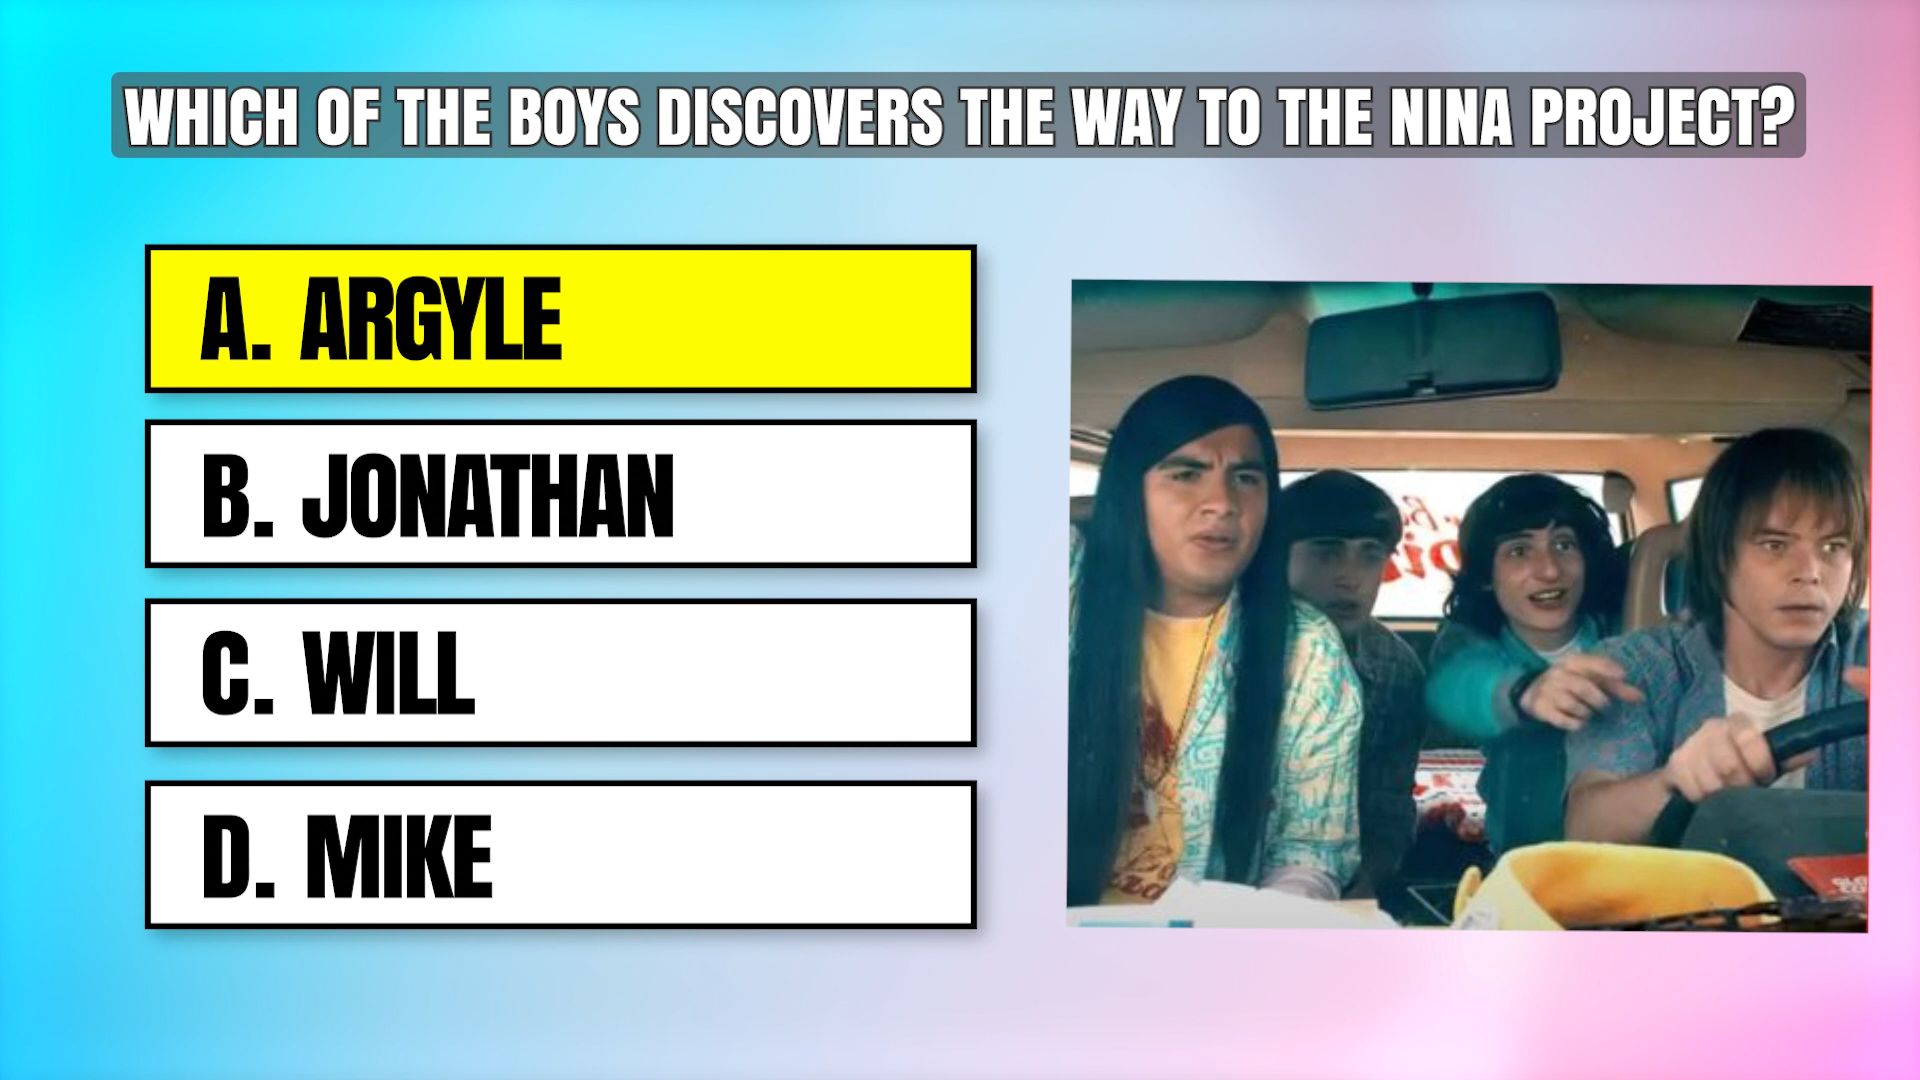 WHICH OF THE BOYS DISCOVERS THE WAY TO THE NINA PROJECT?
A. ARGYLE
B. JONATHAN
C. WILL
D. MIKE